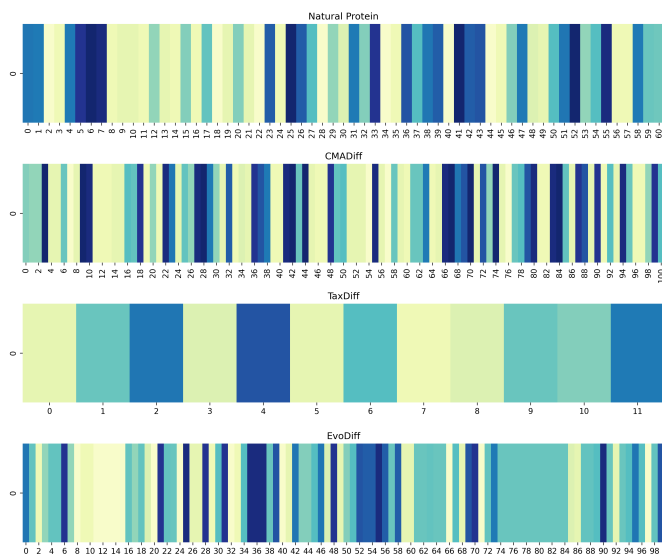 Natural Protein
0
0 1 2 3 4 5 6 7 8 9 10 11 12 13 14 15 16 17 18 19 20 21 22 23 24 25 26 27 28 29 30 31 32 33 34 35 36 37 38 39 40 41 42 43 44 45 46 47 48 49 50 51 52 53 54 55 56 57 58 59 60
CMADiff
0
0 2 4 6 8 10 12 14 16 18 20 22 24 26 28 30 32 34 36 38 40 42 44 46 48 50 52 54 56 58 60 62 64 66 68 70 72 74 76 78 80 82 84 86 88 90 92 94 96 98 100
TaxDiff
0
0 1 2 3 4 5 6 7 8 9 10 11
EvoDiff
0
0 2 4 6 8 10 12 14 16 18 20 22 24 26 28 30 32 34 36 38 40 42 44 46 48 50 52 54 56 58 60 62 64 66 68 70 72 74 76 78 80 82 84 86 88 90 92 94 96 98